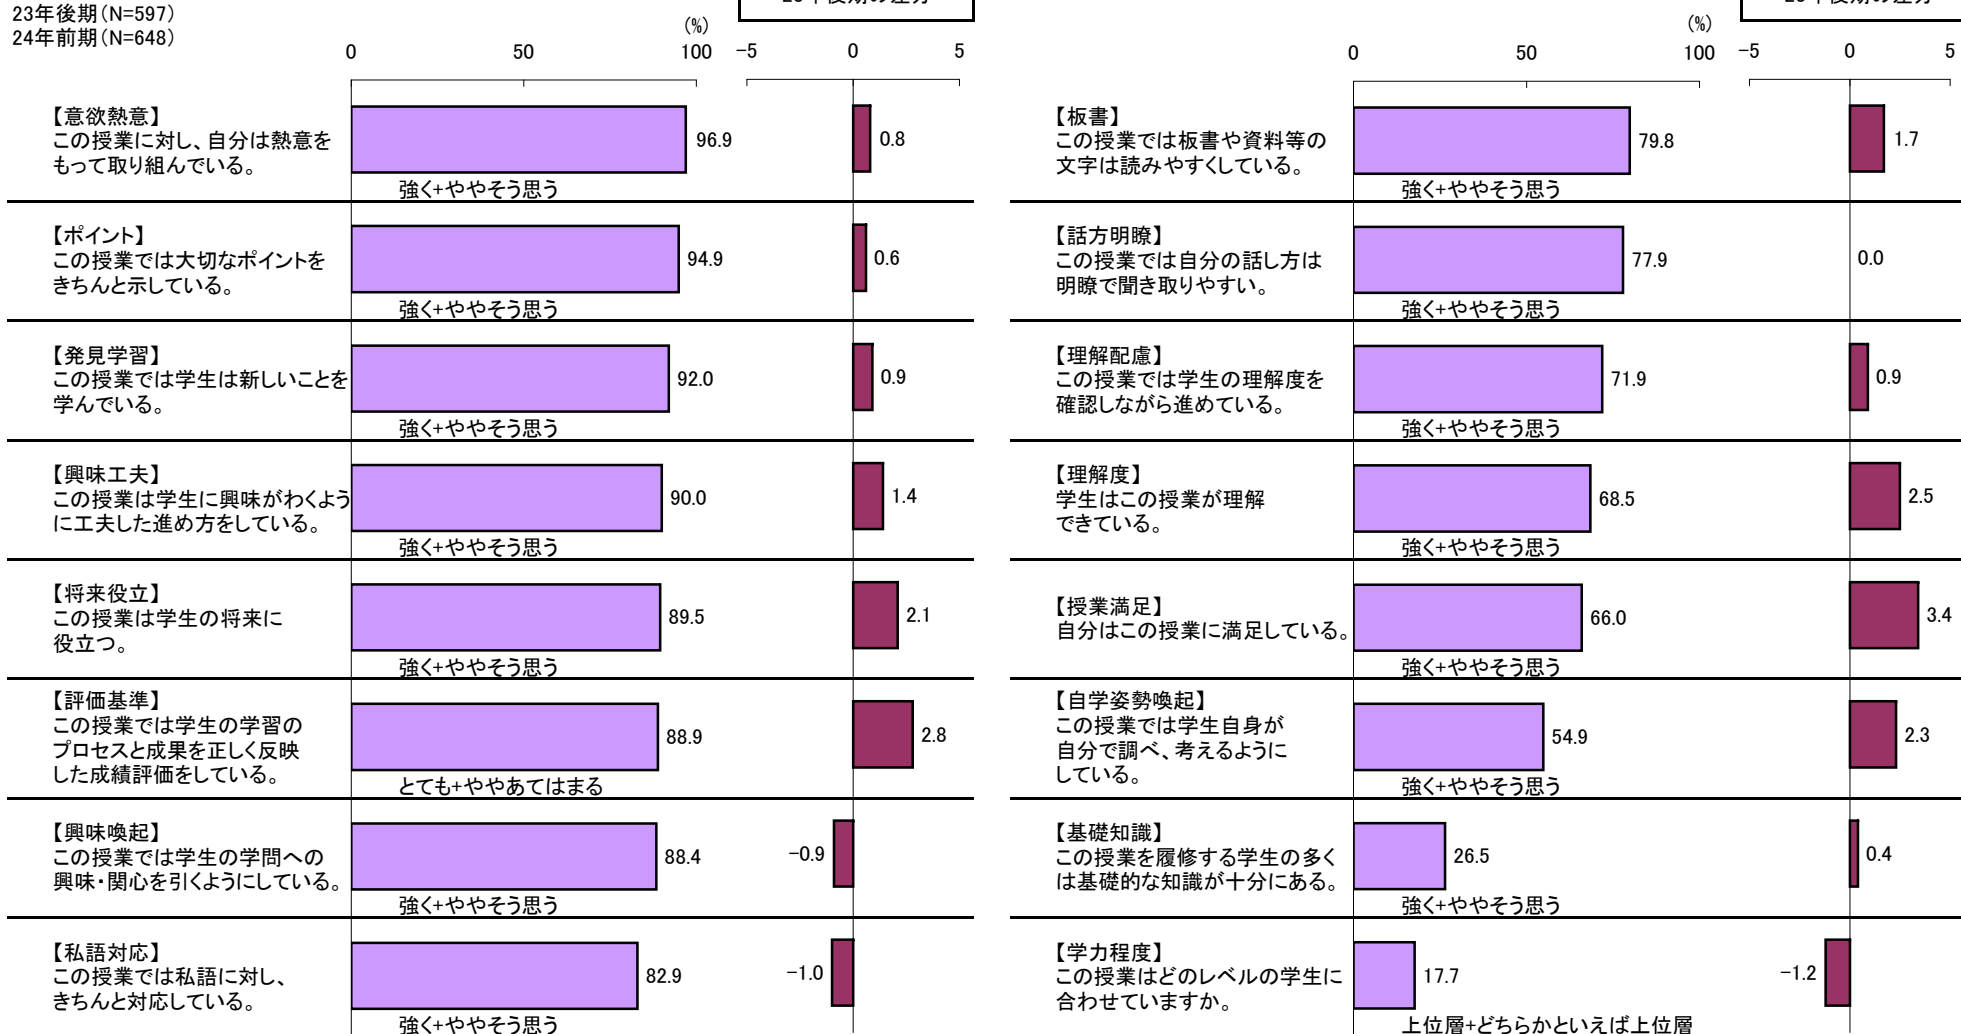 23年後期(N=597)
24年前期(N=648)
(%)
0 50 100 −5 0 5
【意欲熱意】
この授業に対し、自分は熱意を
もって取り組んでいる。
96.9 0.8
強く+ややそう思う
【ポイント】
この授業では大切なポイントを
きちんと示している。
94.9 0.6
強く+ややそう思う
【発見学習】
この授業では学生は新しいことを
学んでいる。
92.0 0.9
強く+ややそう思う
【興味工夫】
この授業は学生に興味がわくよう
に工夫した進め方をしている。
90.0 1.4
強く+ややそう思う
【将来役立】
この授業は学生の将来に
役立つ。
89.5 2.1
強く+ややそう思う
【評価基準】
この授業では学生の学習の
プロセスと成果を正しく反映
した成績評価をしている。
88.9 2.8
とても+ややあてはまる
【興味喚起】
この授業では学生の学問への
興味・関心を引くようにしている。
88.4 −0.9
強く+ややそう思う
【私語対応】
この授業では私語に対し、
きちんと対応している。
82.9 −1.0
強く+ややそう思う
(%)
0 50 100 −5 0 5
【板書】
この授業では板書や資料等の
文字は読みやすくしている。
79.8 1.7
強く+ややそう思う
【話方明瞭】
この授業では自分の話し方は
明瞭で聞き取りやすい。
77.9 0.0
強く+ややそう思う
【理解配慮】
この授業では学生の理解度を
確認しながら進めている。
71.9 0.9
強く+ややそう思う
【理解度】
学生はこの授業が理解
できている。
68.5 2.5
強く+ややそう思う
【授業満足】
自分はこの授業に満足している。
66.0 3.4
強く+ややそう思う
【自学姿勢喚起】
この授業では学生自身が
自分で調べ、考えるように
している。
54.9 2.3
強く+ややそう思う
【基礎知識】
この授業を履修する学生の多く
は基礎的な知識が十分にある。
26.5 0.4
強く+ややそう思う
【学力程度】
この授業はどのレベルの学生に
合わせていますか。
17.7 −1.2
上位層+どちらかといえば上位層